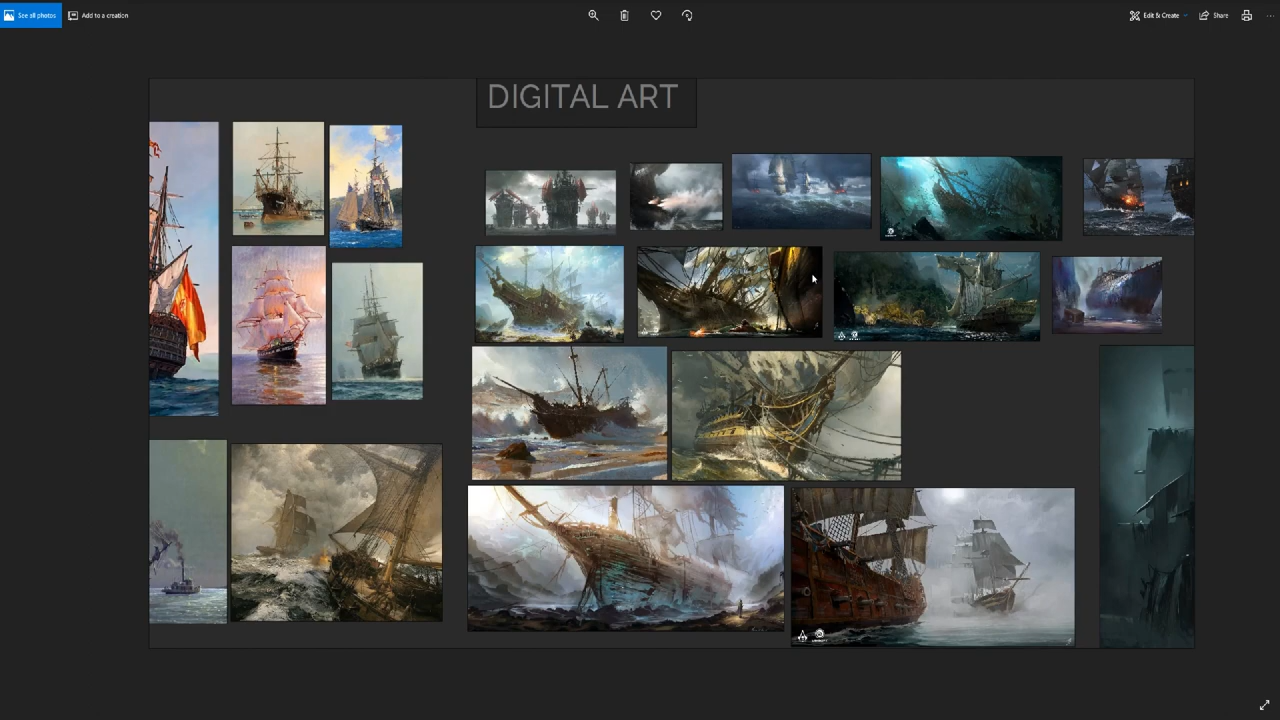 See all photos
Add to a creation
Edit & Create
Share
DIGITAL ART